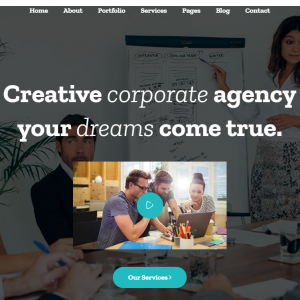 Home About Portfolio Services Pages Blog Contact
Creative corporate agency
your dreams come true.
Our Services >